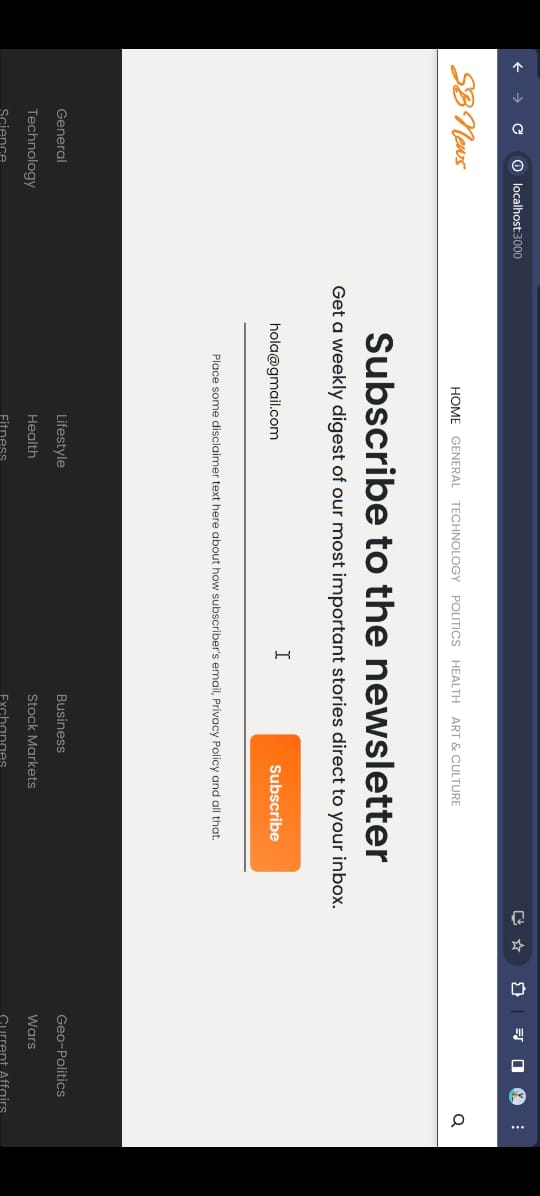 localhost:3000
SB News
HOME GENERAL TECHNOLOGY POLITICS HEALTH ART & CULTURE
Subscribe to the newsletter
Get a weekly digest of our most important stories direct to your inbox.
hola@gmail.com
Subscribe
Place some disclaimer text here about how subscriber's email, Privacy Policy and all that.
General Lifestyle Business Geo-Politics
Technology Health Stock Markets Wars
Science Fitness Exchanges Current Affairs